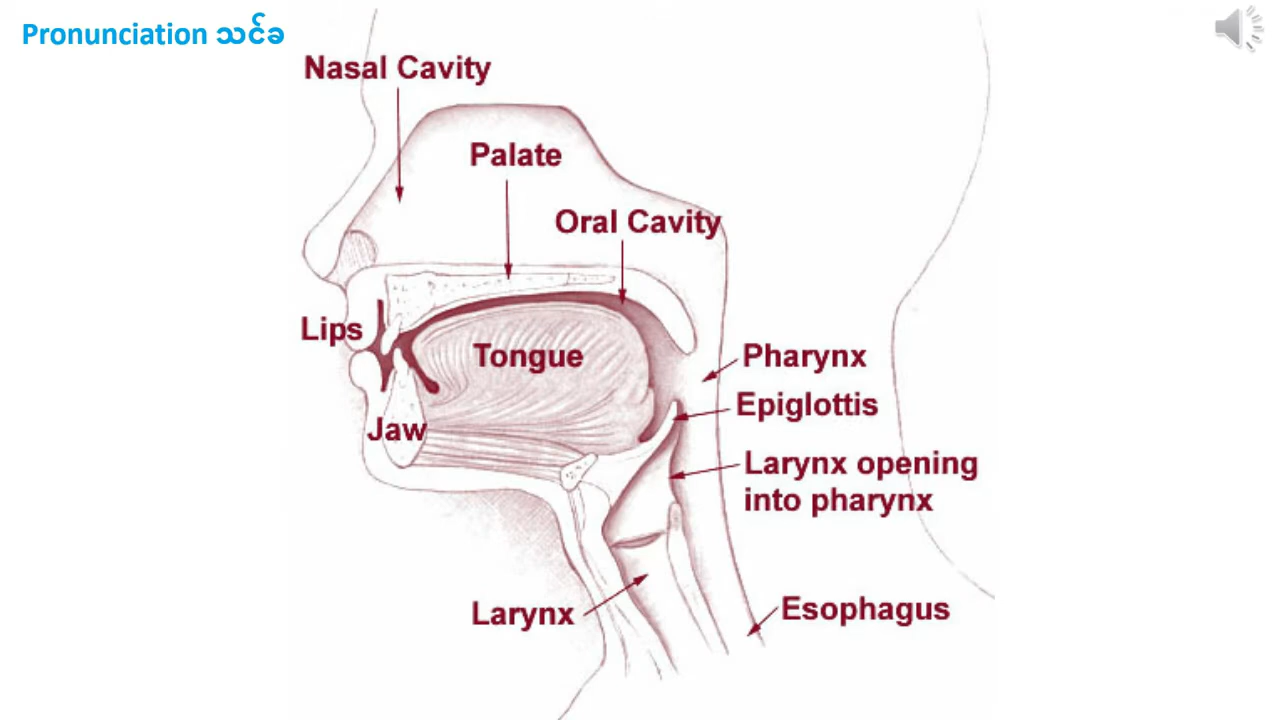 Pronunciation သင်ခ
Nasal Cavity
Palate
Oral Cavity
Lips
Tongue
Pharynx
Epiglottis
Jaw
Larynx opening
into pharynx
Larynx
Esophagus